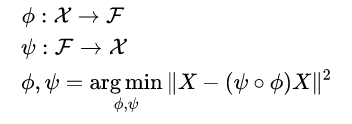 ϕ : 𝒳 → ℱ
ψ : ℱ → 𝒳
ϕ, ψ = arg min ‖X − (ψ ∘ ϕ)X‖²
ϕ,ψ